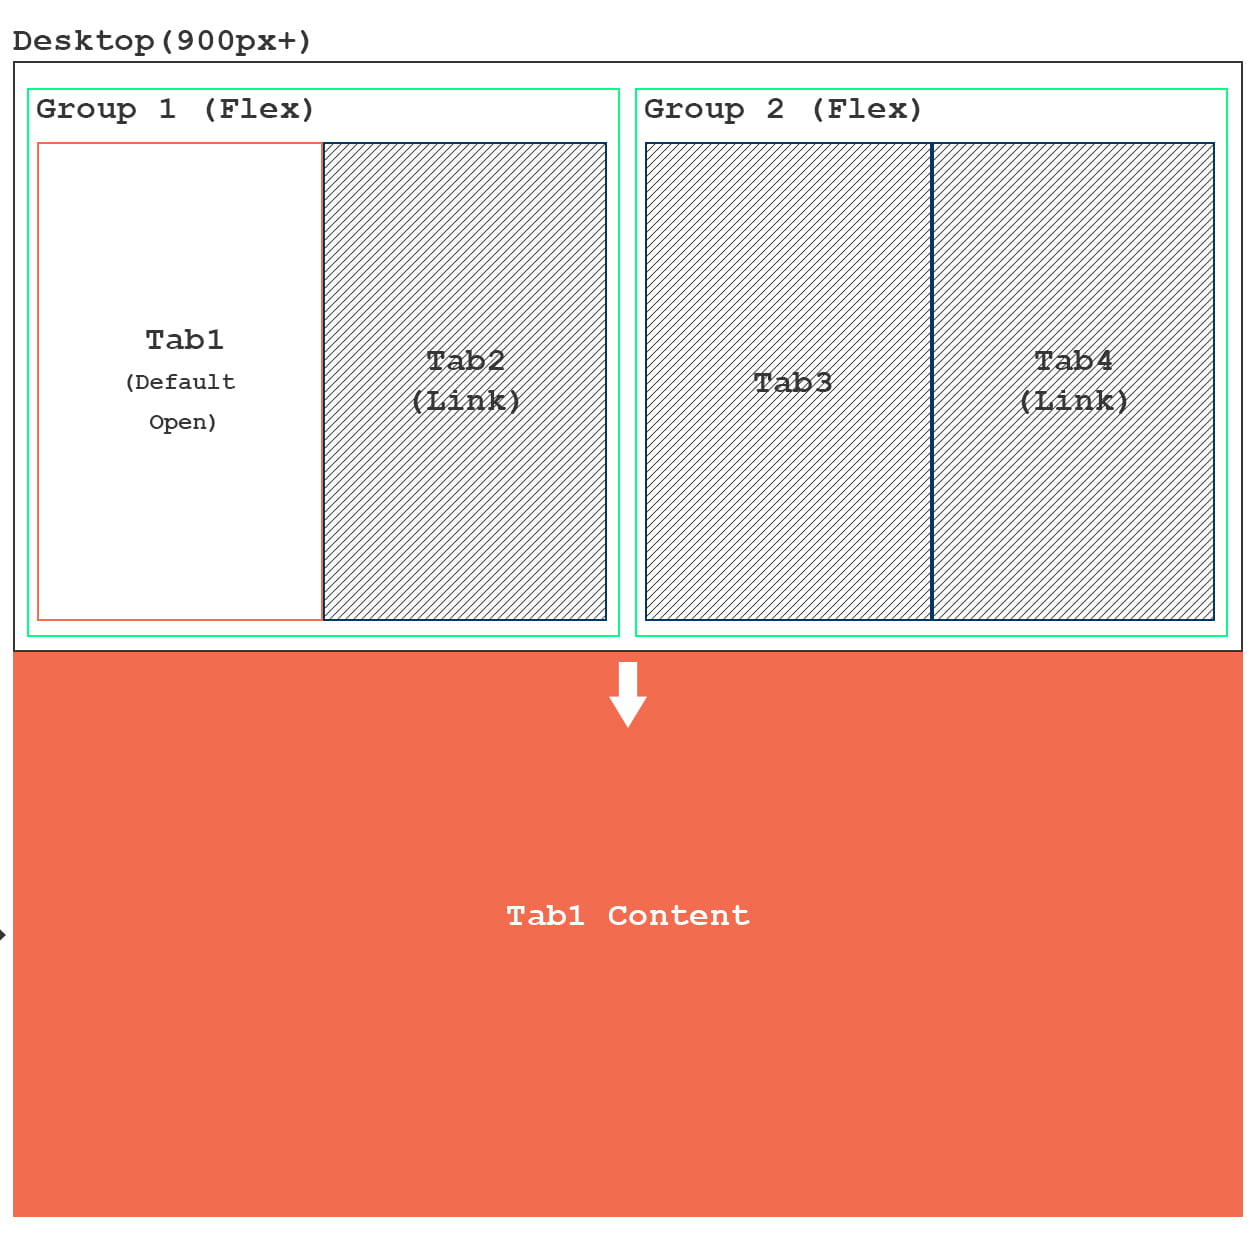 Desktop(900px+)
Group 1 (Flex)
Tab1
(Default
Open)
Tab2
(Link)
Group 2 (Flex)
Tab3
Tab4
(Link)
Tab1 Content